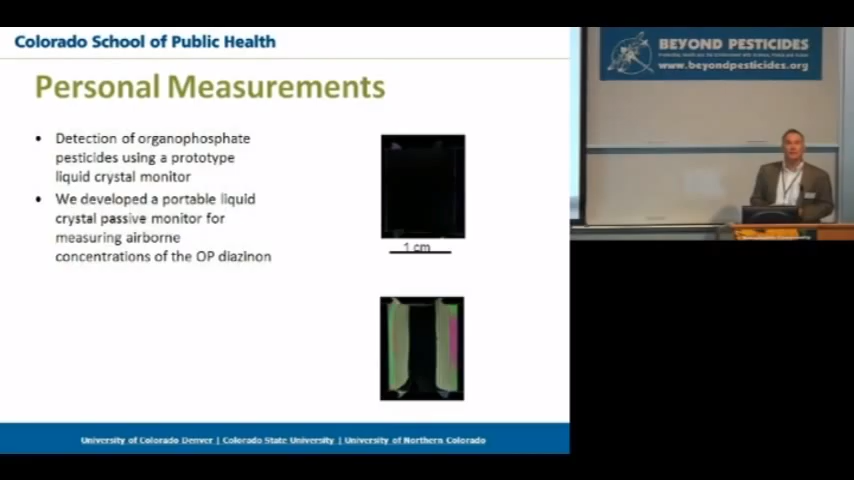 Colorado School of Public Health
Personal Measurements
• Detection of organophosphate
pesticides using a prototype
liquid crystal monitor
• We developed a portable liquid
crystal passive monitor for
measuring airborne
concentrations of the OP diazinon
1 cm
University of Colorado Denver | Colorado State University | University of Northern Colorado
BEYOND PESTICIDES
www.beyondpesticides.org